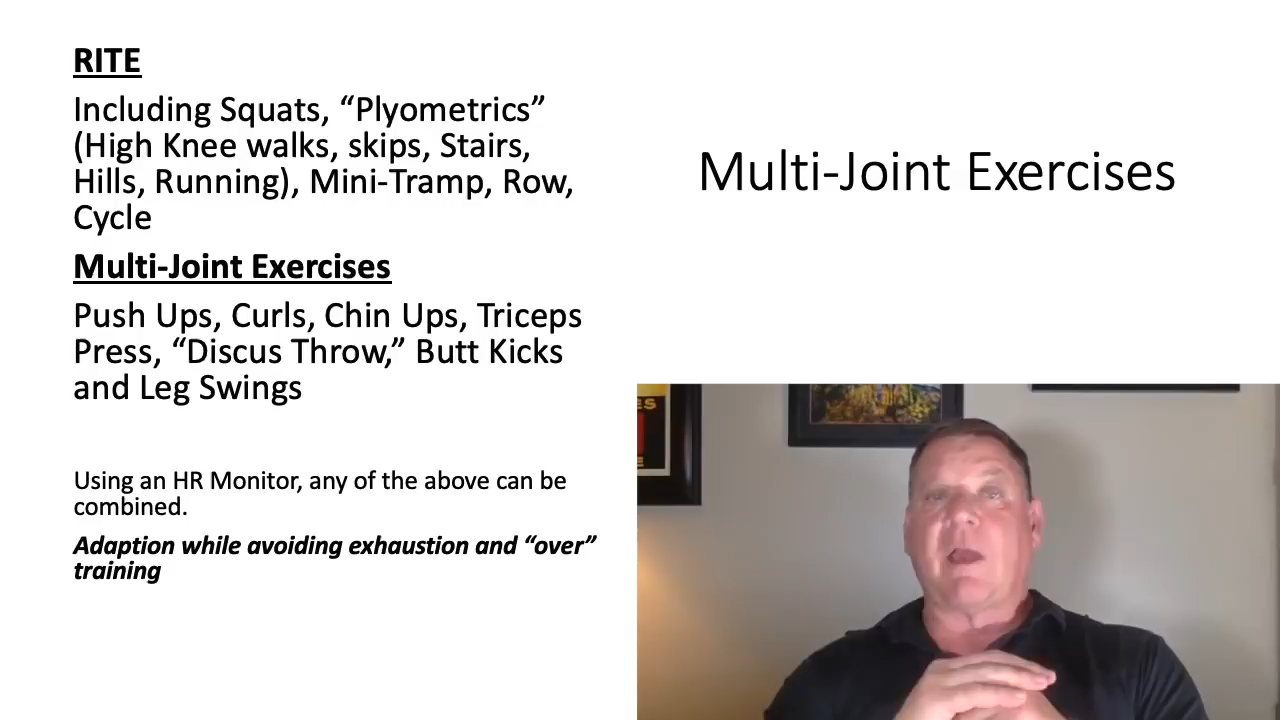 RITE
Including Squats, “Plyometrics”
(High Knee walks, skips, Stairs,
Hills, Running), Mini-Tramp, Row,
Cycle
Multi-Joint Exercises
Push Ups, Curls, Chin Ups, Triceps
Press, “Discus Throw,” Butt Kicks
and Leg Swings
Using an HR Monitor, any of the above can be
combined.
Adaption while avoiding exhaustion and “over”
training
Multi-Joint Exercises
ES